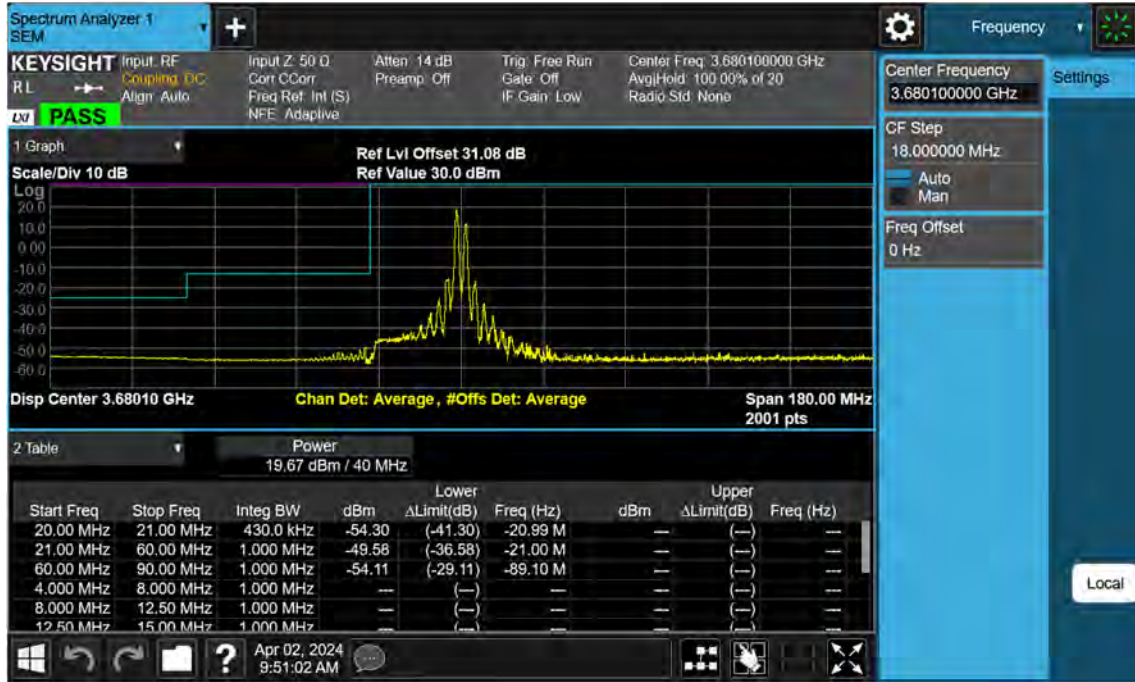 Spectrum Analyzer 1
SEM
Frequency
KEYSIGHT
R L
LXI
PASS
Input: RF
Coupling: DC
Align: Auto
Input Z: 50 Ω
Corr CCorr
Freq Ref: Int (S)
NFE: Adaptive
Atten: 14 dB
Preamp: Off
Trig: Free Run
Gate: Off
IF Gain: Low
Center Freq: 3.680100000 GHz
Avg|Hold: 100.00% of 20
Radio Std: None
Center Frequency
3.680100000 GHz
Settings
CF Step
18.000000 MHz
Auto
Man
Freq Offset
0 Hz
Local
1 Graph
Scale/Div 10 dB
Ref Lvl Offset 31.08 dB
Ref Value 30.0 dBm
Log
20.0
10.0
0.00
-10.0
-20.0
-30.0
-40.0
-50.0
-60.0
Disp Center 3.68010 GHz
Chan Det: Average, #Offs Det: Average
Span 180.00 MHz
2001 pts
2 Table
Power
19.67 dBm / 40 MHz
Lower Upper
Start Freq Stop Freq Integ BW dBm ΔLimit(dB) Freq (Hz) dBm ΔLimit(dB) Freq (Hz)
20.00 MHz 21.00 MHz 430.0 kHz -54.30 (-41.30) -20.99 M --- (---) ---
21.00 MHz 60.00 MHz 1.000 MHz -49.58 (-36.58) -21.00 M --- (---) ---
60.00 MHz 90.00 MHz 1.000 MHz -54.11 (-29.11) -89.10 M --- (---) ---
4.000 MHz 8.000 MHz 1.000 MHz --- (---) --- --- (---) ---
8.000 MHz 12.50 MHz 1.000 MHz --- (---) --- --- (---) ---
12.50 MHz 15.00 MHz 1.000 MHz --- (---) --- --- (---) ---
?
Apr 02, 2024
9:51:02 AM